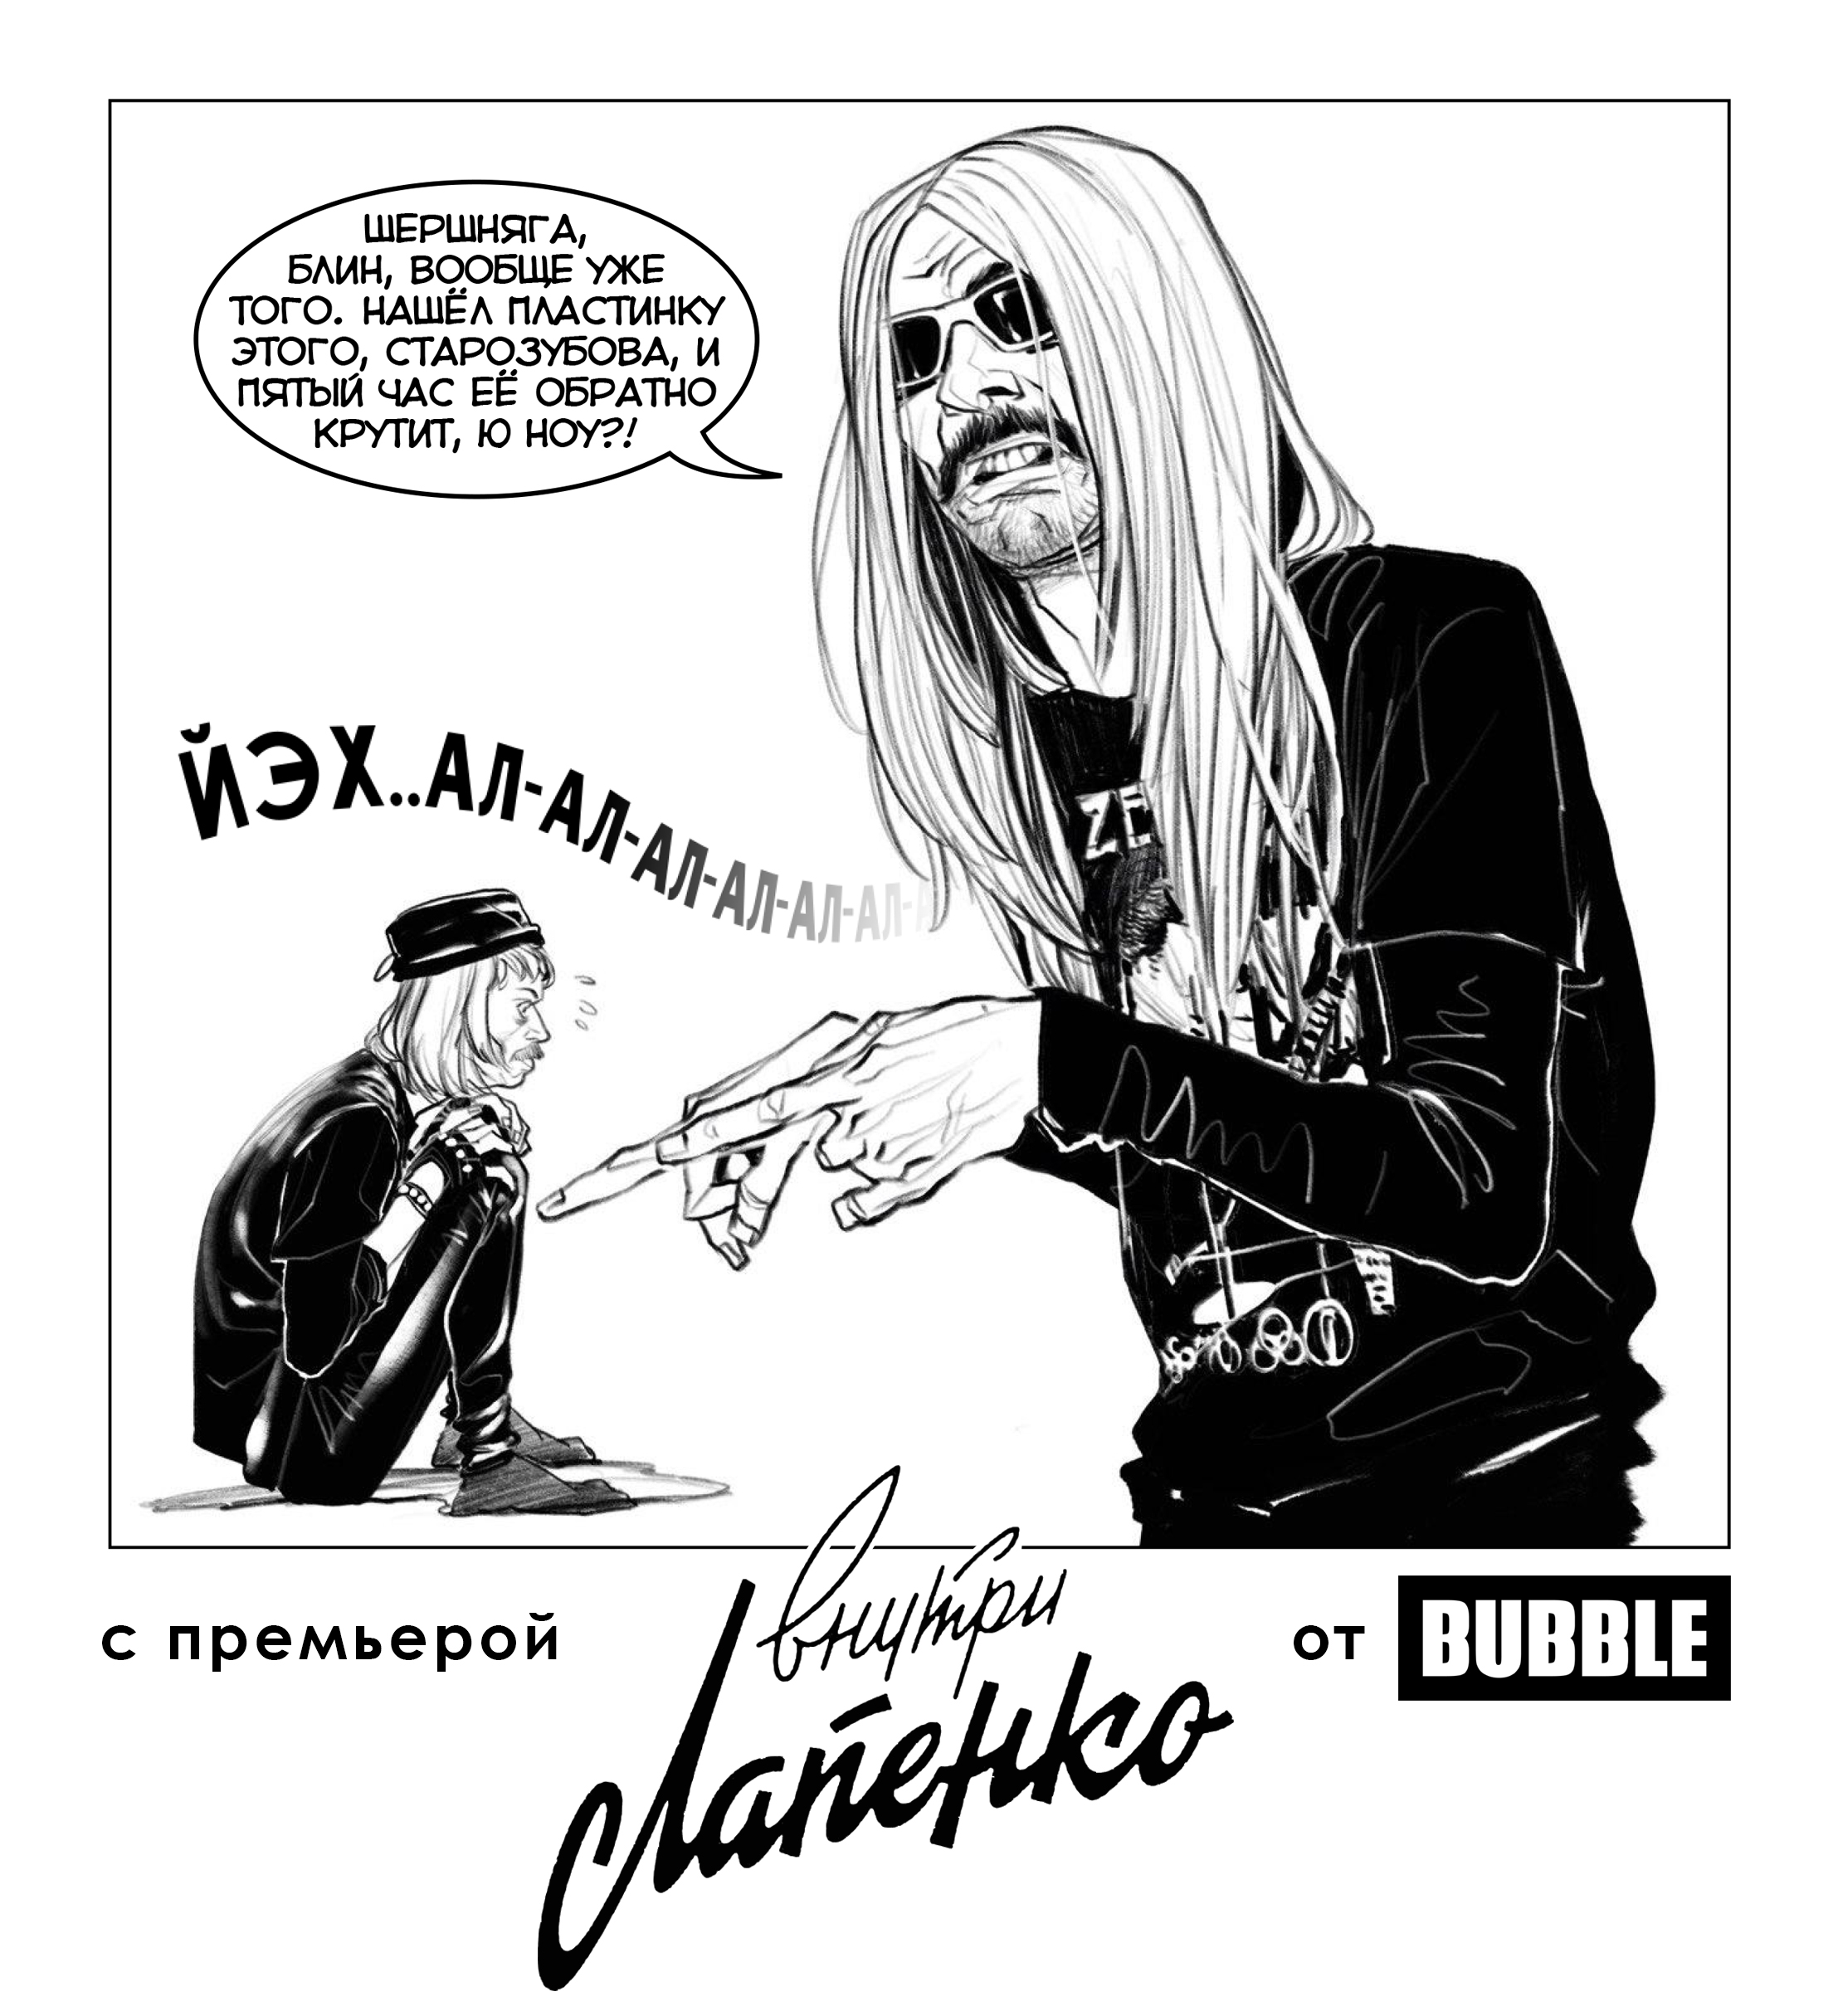 ШЕРШНЯГА,
БЛИН, ВООБЩЕ УЖЕ
ТОГО. НАШЁЛ ПЛАСТИНКУ
ЭТОГО, СТАРОЗУБОВА, И
ПЯТЫЙ ЧАС ЕЁ ОБРАТНО
КРУТИТ, Ю НОУ?!
ЙЭХ..АЛ-АЛ-АЛ-АЛ-АЛ-АЛ-А
ZE
с премьерой
внутри
Лапенко
от
BUBBLE